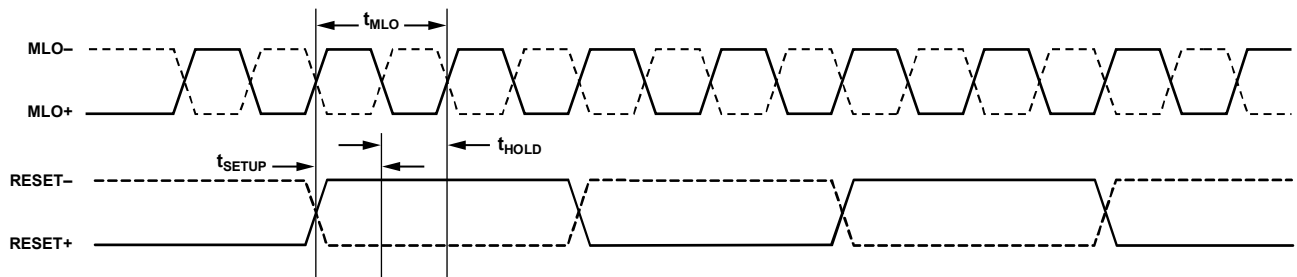 tMLO
MLO–
MLO+
tHOLD
tSETUP
RESET–
RESET+